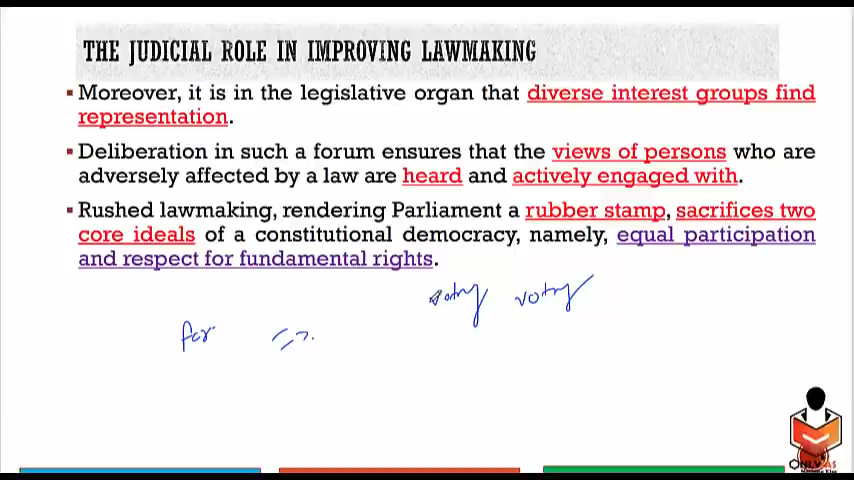 THE JUDICIAL ROLE IN IMPROVING LAWMAKING
▪ Moreover, it is in the legislative organ that diverse interest groups find
representation.
▪ Deliberation in such a forum ensures that the views of persons who are
adversely affected by a law are heard and actively engaged with.
▪ Rushed lawmaking, rendering Parliament a rubber stamp, sacrifices two
core ideals of a constitutional democracy, namely, equal participation
and respect for fundamental rights.
for